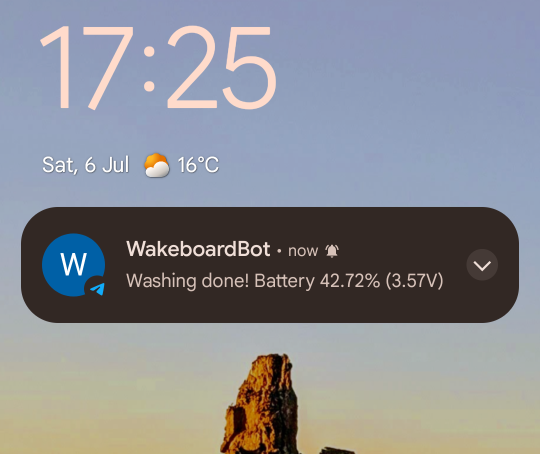 17:25
Sat, 6 Jul 16°C
W
WakeboardBot • now
Washing done! Battery 42.72% (3.57V)